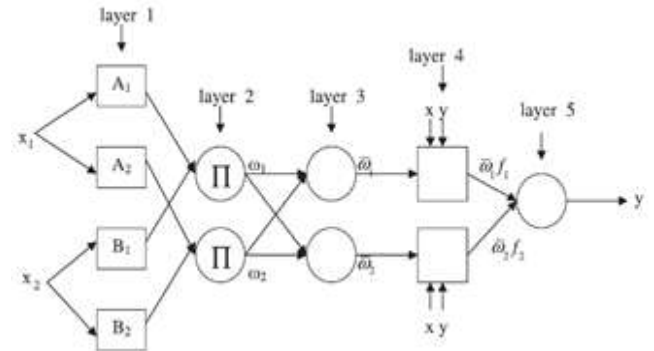 layer 1
layer 2
layer 3
layer 4
layer 5
A₁
A₂
B₁
B₂
x₁
x₂
Π
Π
ω₁
ω₂
ω̄₁
ω̄₂
x y
x y
ω̄₁f₁
ω̄₂f₂
y